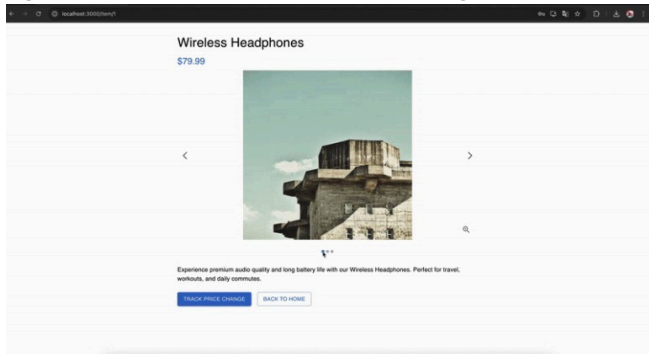 localhost:3000/item/1
Wireless Headphones
$79.99
Experience premium audio quality and long battery life with our Wireless Headphones. Perfect for travel,
workouts, and daily commutes.
TRACK PRICE CHANGE
BACK TO HOME